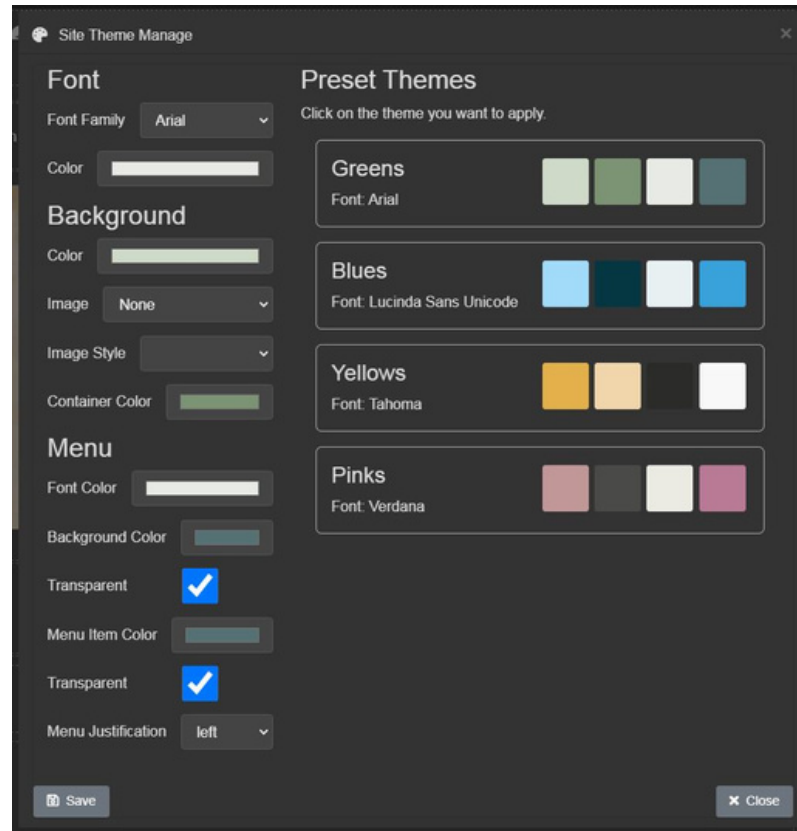 Site Theme Manage
Font
Font Family Arial
Color
Background
Color
Image None
Image Style
Container Color
Menu
Font Color
Background Color
Transparent
Menu Item Color
Transparent
Menu Justification left
Save
Preset Themes
Click on the theme you want to apply.
Greens
Font: Arial
Blues
Font: Lucinda Sans Unicode
Yellows
Font: Tahoma
Pinks
Font: Verdana
Close